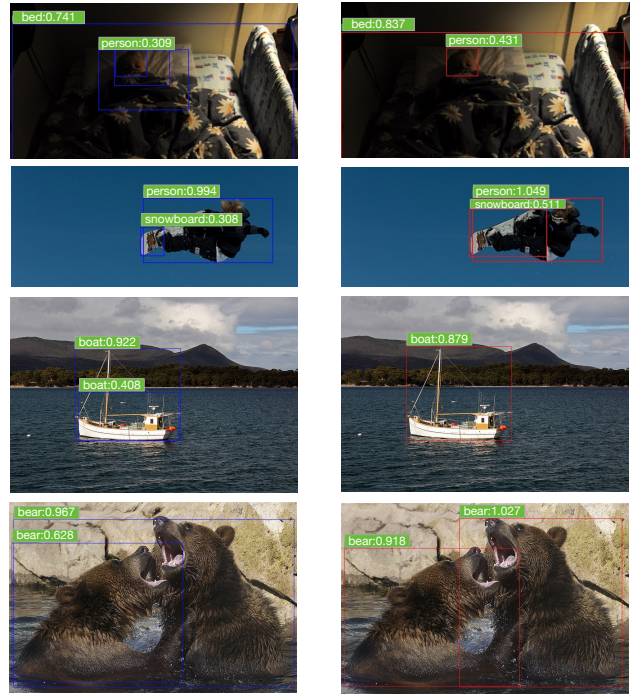 bed:0.741
person:0.309
bed:0.837
person:0.431
person:0.994
snowboard:0.308
person:1.049
snowboard:0.511
boat:0.922
boat:0.408
boat:0.879
bear:0.967
bear:0.628
bear:1.027
bear:0.918